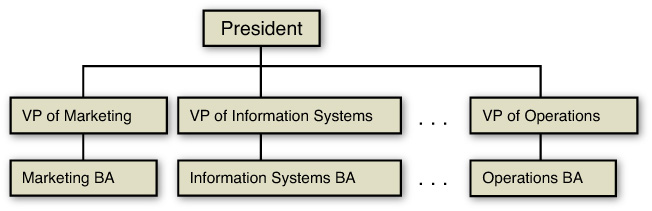 President
VP of Marketing
VP of Information Systems
. . .
VP of Operations
Marketing BA
Information Systems BA
. . .
Operations BA